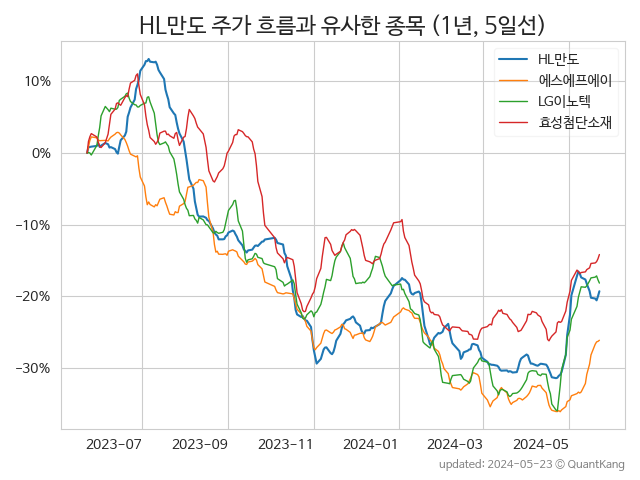 HL만도 주가 흐름과 유사한 종목 (1년, 5일선)
HL만도
에스에프에이
LG이노텍
효성첨단소재
10%
0%
−10%
−20%
−30%
2023-07
2023-09
2023-11
2024-01
2024-03
2024-05
updated: 2024-05-23 © QuantKang